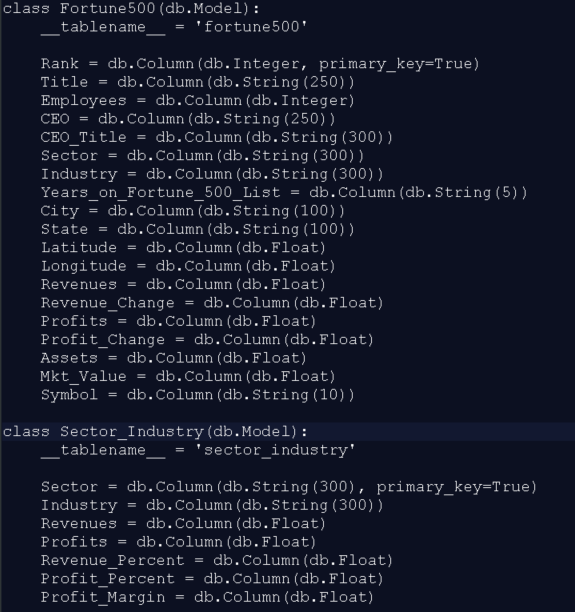 class Fortune500(db.Model):
    __tablename__ = 'fortune500'

    Rank = db.Column(db.Integer, primary_key=True)
    Title = db.Column(db.String(250))
    Employees = db.Column(db.Integer)
    CEO = db.Column(db.String(250))
    CEO_Title = db.Column(db.String(300))
    Sector = db.Column(db.String(300))
    Industry = db.Column(db.String(300))
    Years_on_Fortune_500_List = db.Column(db.String(5))
    City = db.Column(db.String(100))
    State = db.Column(db.String(100))
    Latitude = db.Column(db.Float)
    Longitude = db.Column(db.Float)
    Revenues = db.Column(db.Float)
    Revenue_Change = db.Column(db.Float)
    Profits = db.Column(db.Float)
    Profit_Change = db.Column(db.Float)
    Assets = db.Column(db.Float)
    Mkt_Value = db.Column(db.Float)
    Symbol = db.Column(db.String(10))

class Sector_Industry(db.Model):
    __tablename__ = 'sector_industry'

    Sector = db.Column(db.String(300), primary_key=True)
    Industry = db.Column(db.String(300))
    Revenues = db.Column(db.Float)
    Profits = db.Column(db.Float)
    Revenue_Percent = db.Column(db.Float)
    Profit_Percent = db.Column(db.Float)
    Profit_Margin = db.Column(db.Float)